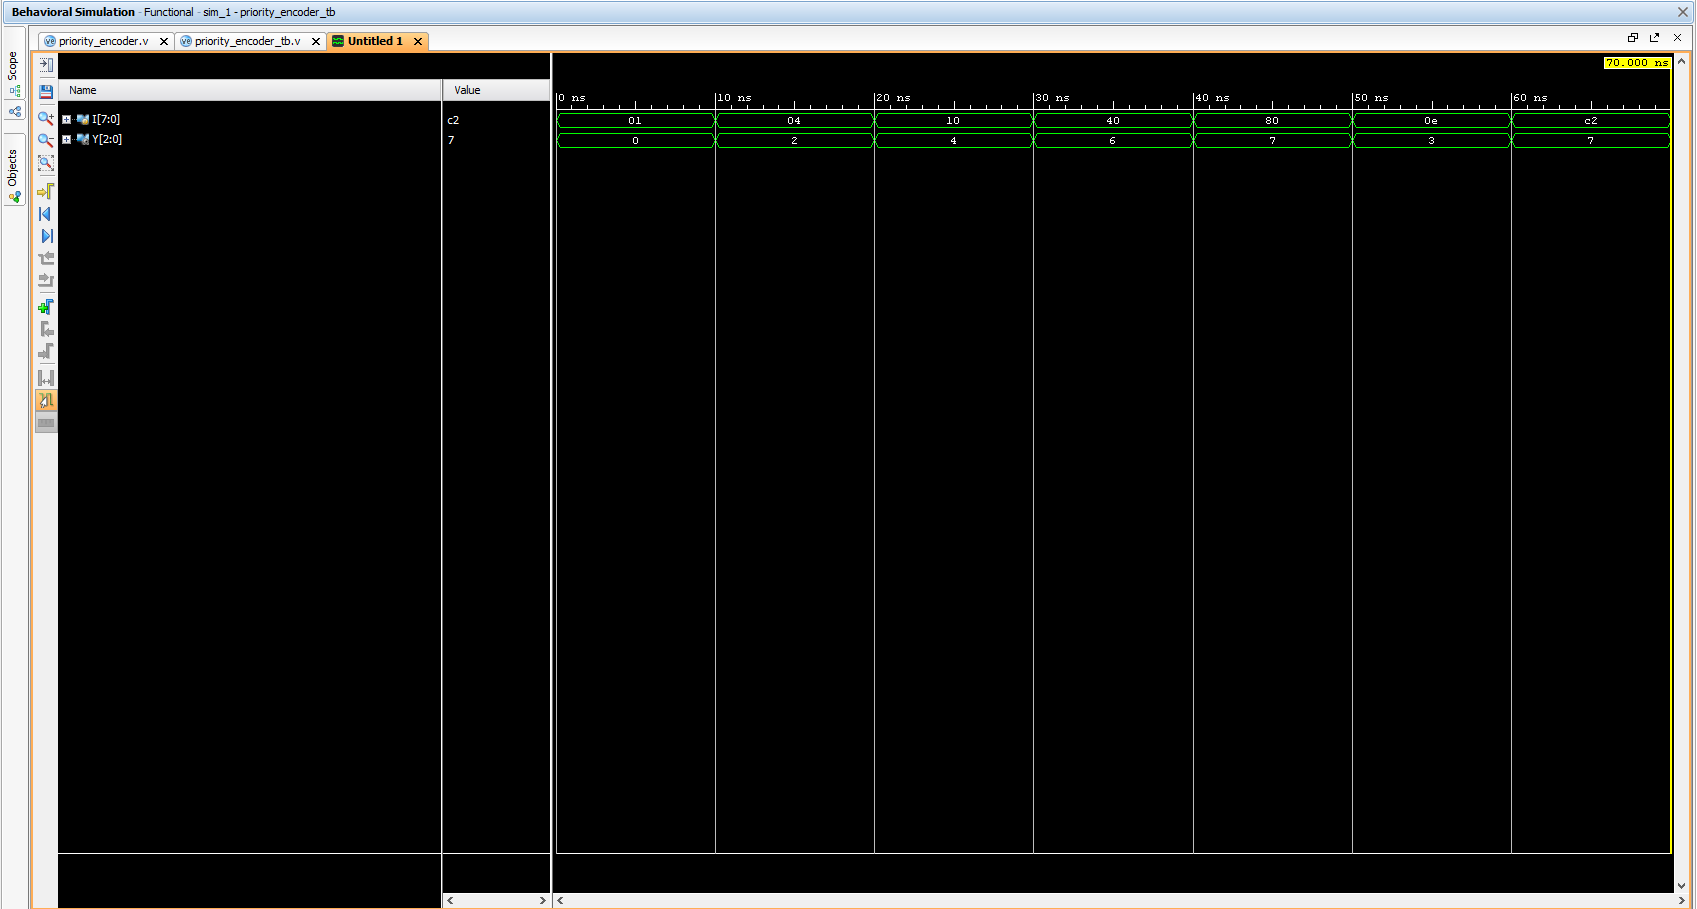 Behavioral Simulation - Functional - sim_1 - priority_encoder_tb
priority_encoder.v priority_encoder_tb.v Untitled 1
Scope
Objects
70.000 ns
Name Value
0 ns 10 ns 20 ns 30 ns 40 ns 50 ns 60 ns
I[7:0] c2 01 04 10 40 80 0e c2
Y[2:0] 7 0 2 4 6 7 3 7